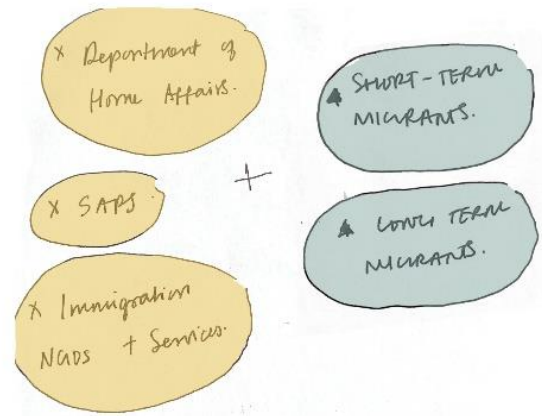 x Department of
Home Affairs.
x SAPS
x Immigration
NGOs + Services.
+
▲ SHORT-TERM
MIGRANTS.
▲ LONG TERM
MIGRANTS.